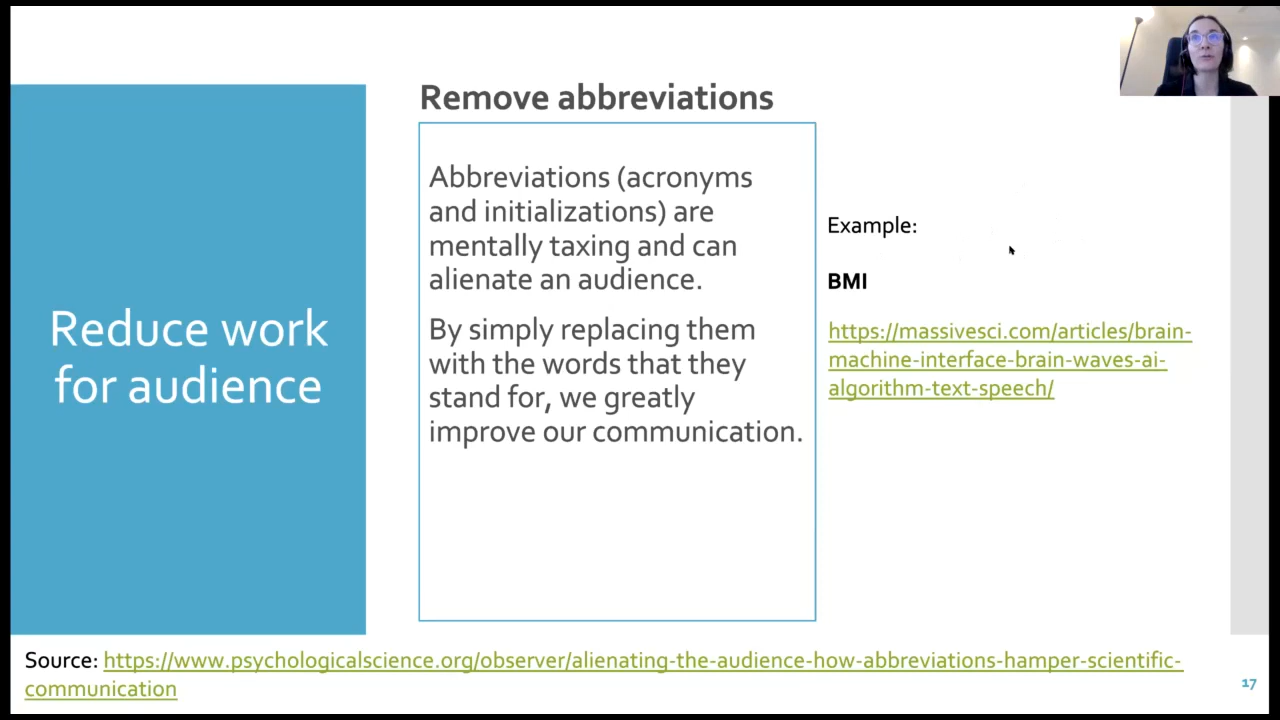 Remove abbreviations
Reduce work
for audience
Abbreviations (acronyms
and initializations) are
mentally taxing and can
alienate an audience.
By simply replacing them
with the words that they
stand for, we greatly
improve our communication.
Example:
BMI
https://massivesci.com/articles/brain-
machine-interface-brain-waves-ai-
algorithm-text-speech/
Source: https://www.psychologicalscience.org/observer/alienating-the-audience-how-abbreviations-hamper-scientific-
communication
17